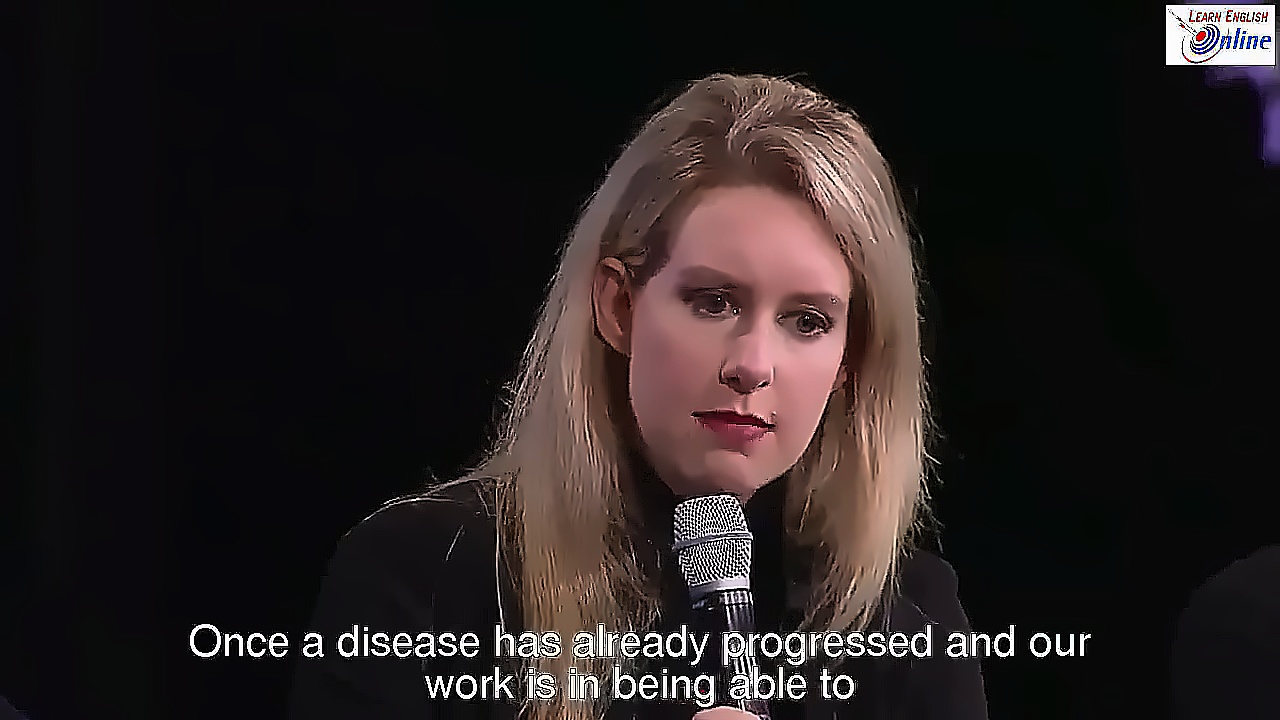 LEARN ENGLISH
Online
Once a disease has already progressed and our
work is in being able to